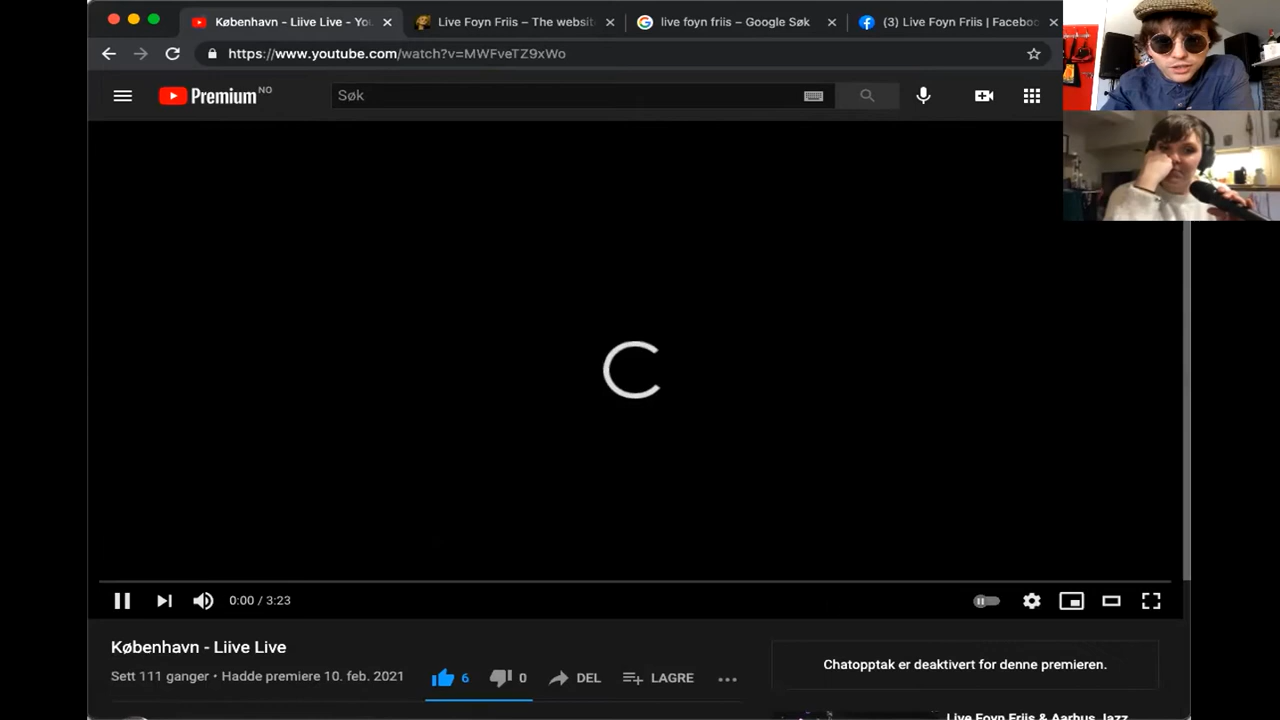 København - Liive Live - You
Live Foyn Friis – The websit
live foyn friis – Google Søk
(3) Live Foyn Friis | Faceboo
https://www.youtube.com/watch?v=MWFveTZ9xWo
Premium NO
Søk
0:00 / 3:23
København - Liive Live
Sett 111 ganger • Hadde premiere 10. feb. 2021
6
0
DEL
LAGRE
Chatopptak er deaktivert for denne premieren.
Live Foyn Friis & Aarhus Jazz